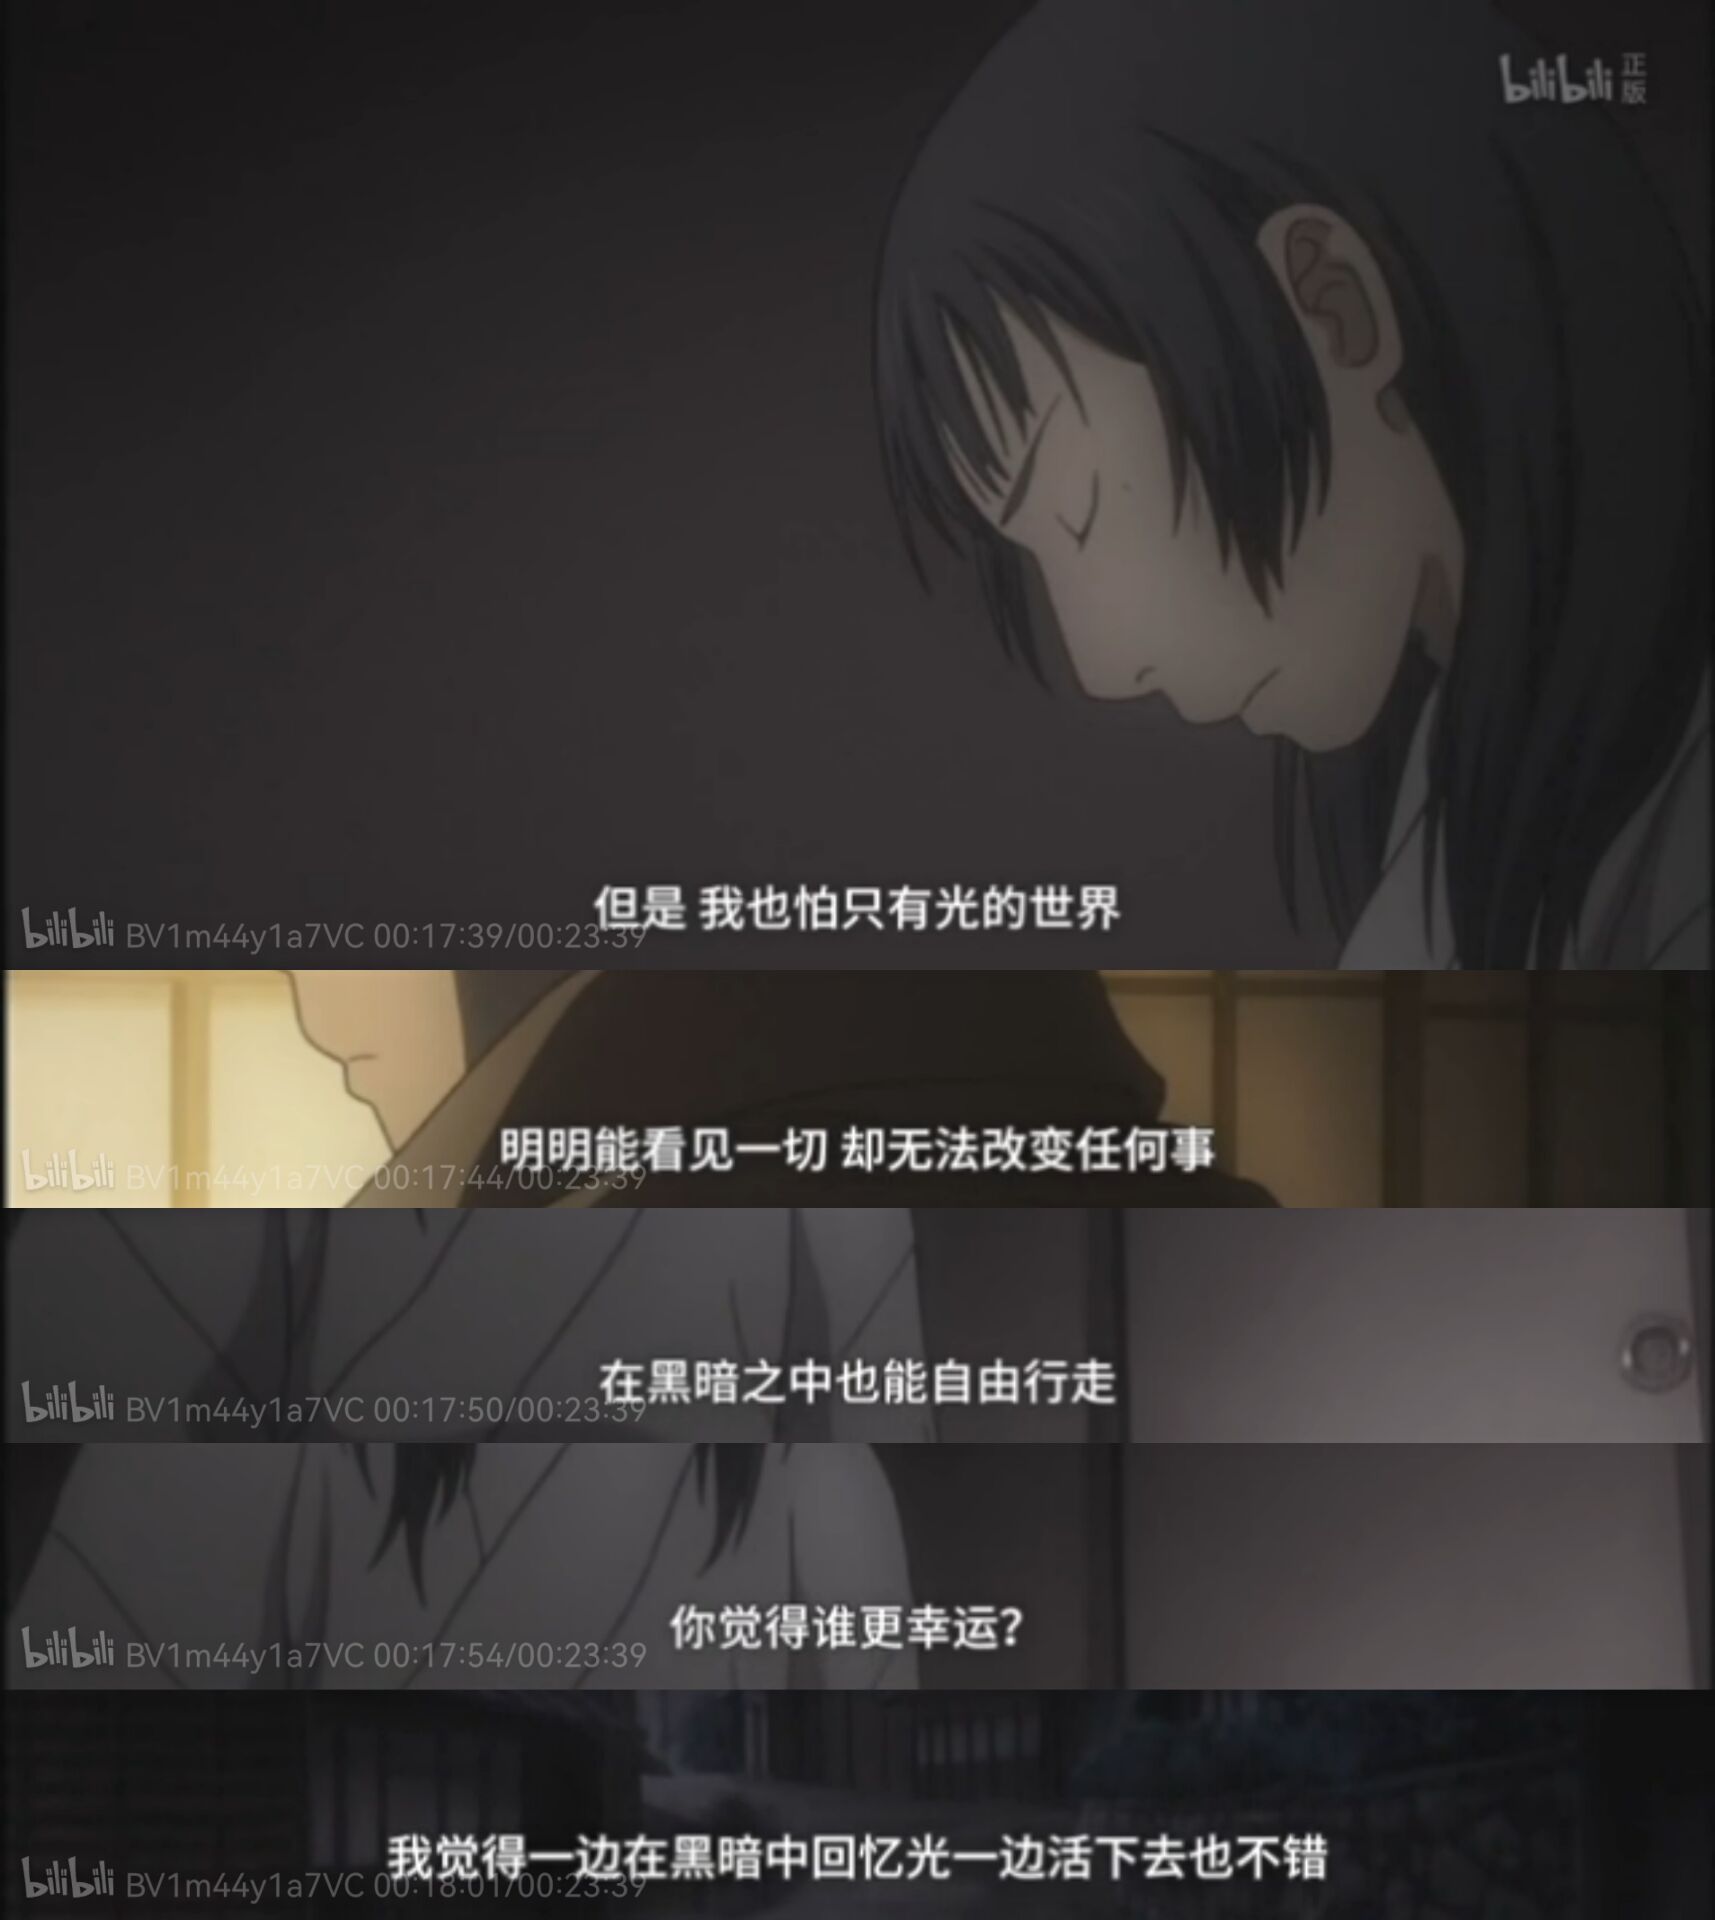 bilibili 正版
但是 我也怕只有光的世界
bilibili BV1m44y1a7VC 00:17:39/00:23:39
明明能看见一切 却无法改变任何事
bilibili BV1m44y1a7VC 00:17:44/00:23:39
在黑暗之中也能自由行走
bilibili BV1m44y1a7VC 00:17:50/00:23:39
你觉得谁更幸运?
bilibili BV1m44y1a7VC 00:17:54/00:23:39
我觉得一边在黑暗中回忆光一边活下去也不错
bilibili BV1m44y1a7VC 00:18:01/00:23:39